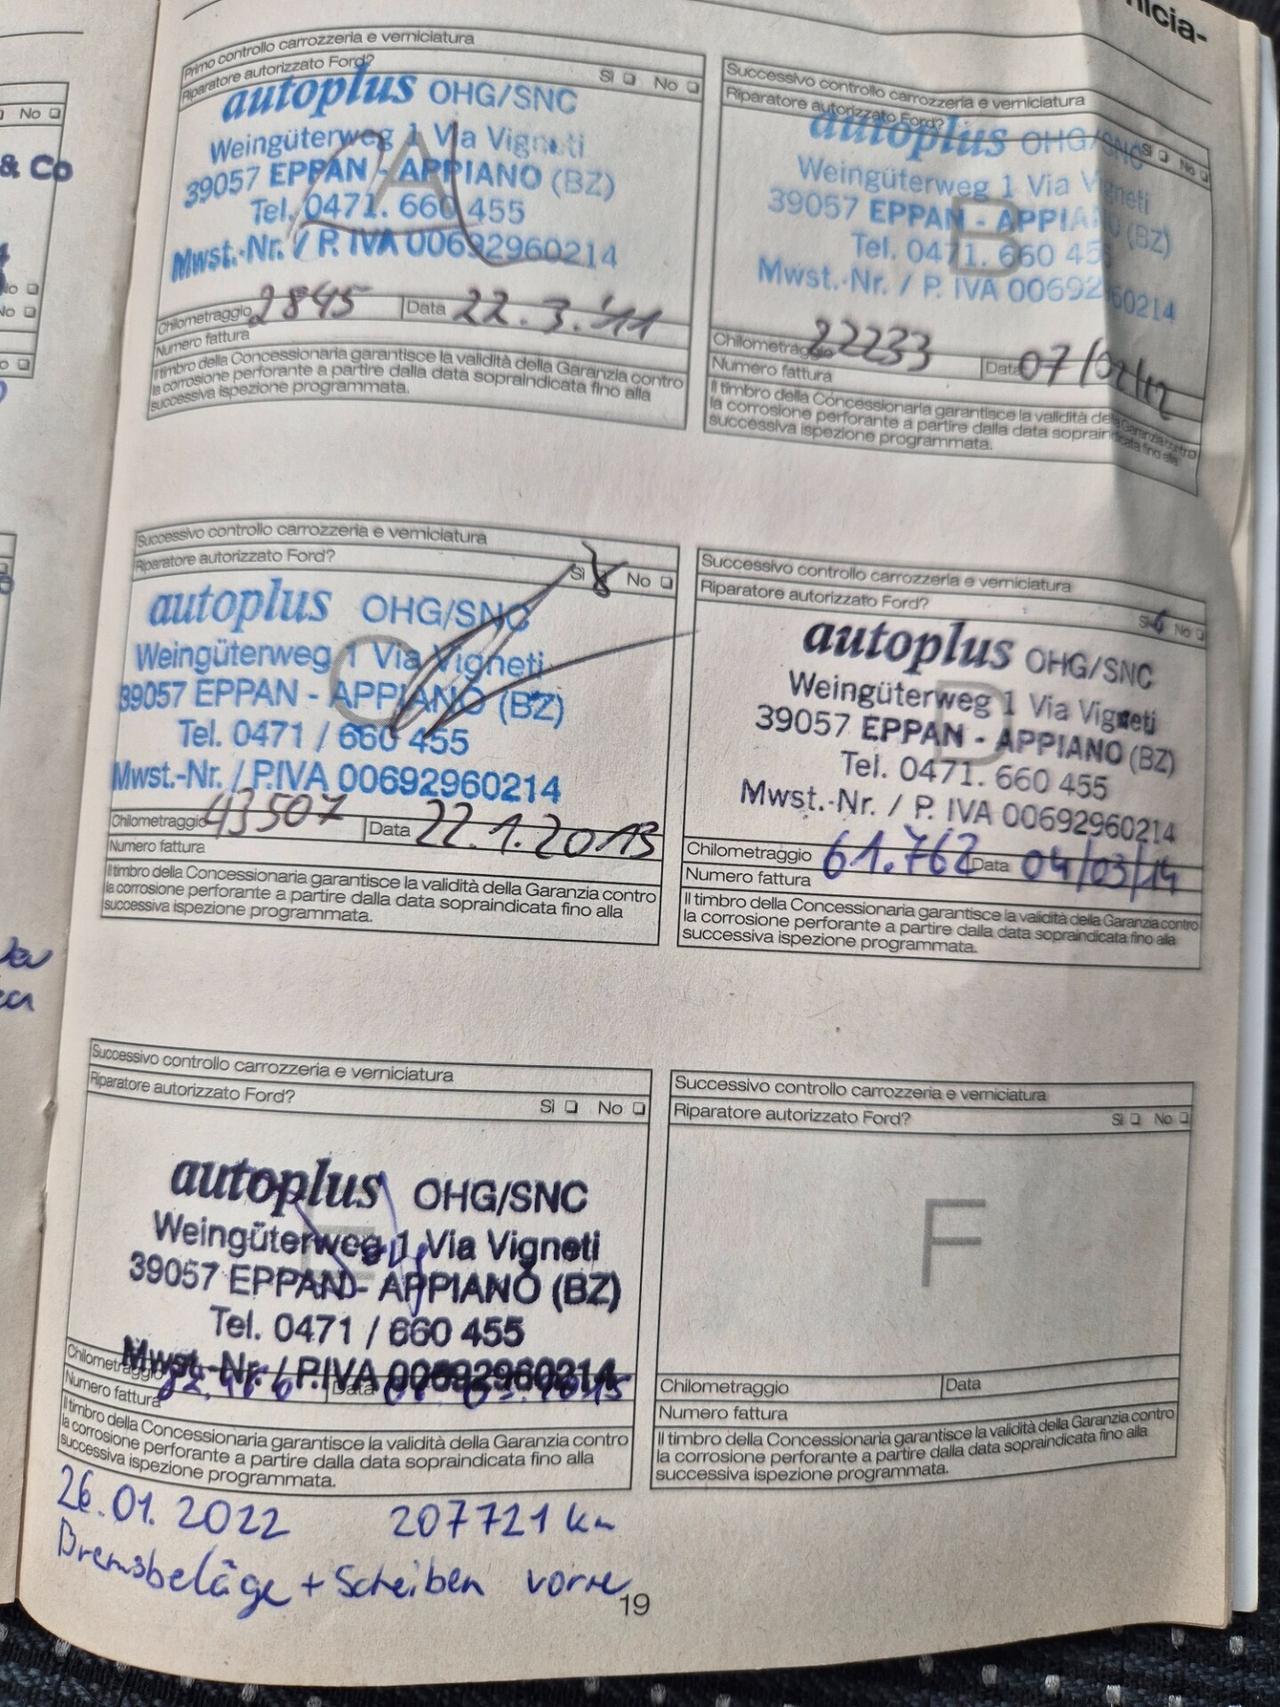 nicia-
No ❏
& Co
Primo controllo carrozzeria e verniciatura
Riparatore autorizzato Ford? Sì ❏ No ❏
autoplus OHG/SNC
Weingüterweg 1 Via Vigneti
39057 EPPAN - APPIANO (BZ)
Tel. 0471. 660 455
Mwst.-Nr. / P. IVA 00692960214
A
Chilometraggio 2845 Data 22.3.'11
Numero fattura
Il timbro della Concessionaria garantisce la validità della Garanzia contro
la corrosione perforante a partire dalla data sopraindicata fino alla
successiva ispezione programmata.
Successivo controllo carrozzeria e verniciatura
Riparatore autorizzato Ford? Sì ❏ No ❏
autoplus OHG/SNC
Weingüterweg 1 Via Vigneti
39057 EPPAN - APPIANO (BZ)
Tel. 0471. 660 455
Mwst.-Nr. / P. IVA 00692960214
B
Chilometraggio 22233 Data 07/02/12
Numero fattura
Il timbro della Concessionaria garantisce la validità della Garanzia contro
la corrosione perforante a partire dalla data sopraindicata fino alla
successiva ispezione programmata.
Successivo controllo carrozzeria e verniciatura
Riparatore autorizzato Ford? Sì ❏ No ❏
autoplus OHG/SNC
Weingüterweg 1 Via Vigneti
39057 EPPAN - APPIANO (BZ)
Tel. 0471 / 660 455
Mwst.-Nr. / P.IVA 00692960214
C
Chilometraggio 43507 Data 22.1.2013
Numero fattura
Il timbro della Concessionaria garantisce la validità della Garanzia contro
la corrosione perforante a partire dalla data sopraindicata fino alla
successiva ispezione programmata.
Successivo controllo carrozzeria e verniciatura
Riparatore autorizzato Ford? Sì ❏ No ❏
autoplus OHG/SNC
Weingüterweg 1 Via Vigneti
39057 EPPAN - APPIANO (BZ)
Tel. 0471. 660 455
Mwst.-Nr. / P. IVA 00692960214
D
Chilometraggio 61.762 Data 04/03/14
Numero fattura
Il timbro della Concessionaria garantisce la validità della Garanzia contro
la corrosione perforante a partire dalla data sopraindicata fino alla
successiva ispezione programmata.
Successivo controllo carrozzeria e verniciatura
Riparatore autorizzato Ford?
Sì ❏ No ❏
autoplus OHG/SNC
Weingüterweg 1 Via Vigneti
39057 EPPAN - APPIANO (BZ)
Tel. 0471 / 660 455
Mwst.-Nr. / P.IVA 00692960214
E
Chilometraggio Data
Numero fattura
Il timbro della Concessionaria garantisce la validità della Garanzia contro
la corrosione perforante a partire dalla data sopraindicata fino alla
successiva ispezione programmata.
Successivo controllo carrozzeria e verniciatura
Riparatore autorizzato Ford? Sì ❏ No ❏
F
Chilometraggio Data
Numero fattura
Il timbro della Concessionaria garantisce la validità della Garanzia contro
la corrosione perforante a partire dalla data sopraindicata fino alla
successiva ispezione programmata.
26.01.2022 207721 km
Bremsbeläge + Scheiben vorne
19